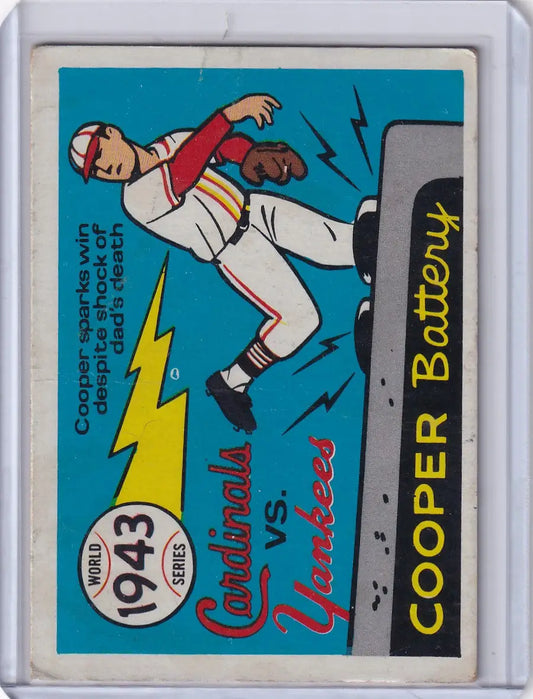 Cooper sparks win
despite shock of
dad's death
WORLD
1943
SERIES
Cardinals
vs.
Yankees
COOPER Battery